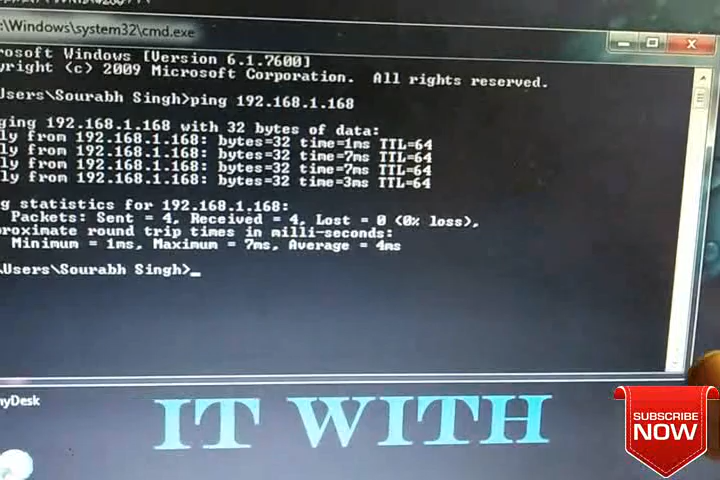 :\Windows\system32\cmd.exe
rosoft Windows [Version 6.1.7600]
yright (c) 2009 Microsoft Corporation. All rights reserved.
Users\Sourabh Singh>ping 192.168.1.168
ging 192.168.1.168 with 32 bytes of data:
ly from 192.168.1.168: bytes=32 time=1ms TTL=64
ly from 192.168.1.168: bytes=32 time=7ms TTL=64
ly from 192.168.1.168: bytes=32 time=7ms TTL=64
ly from 192.168.1.168: bytes=32 time=3ms TTL=64
g statistics for 192.168.1.168:
Packets: Sent = 4, Received = 4, Lost = 0 (0% loss),
roximate round trip times in milli-seconds:
Minimum = 1ms, Maximum = 7ms, Average = 4ms
\Users\Sourabh Singh>_
nyDesk
IT WITH
SUBSCRIBE
NOW